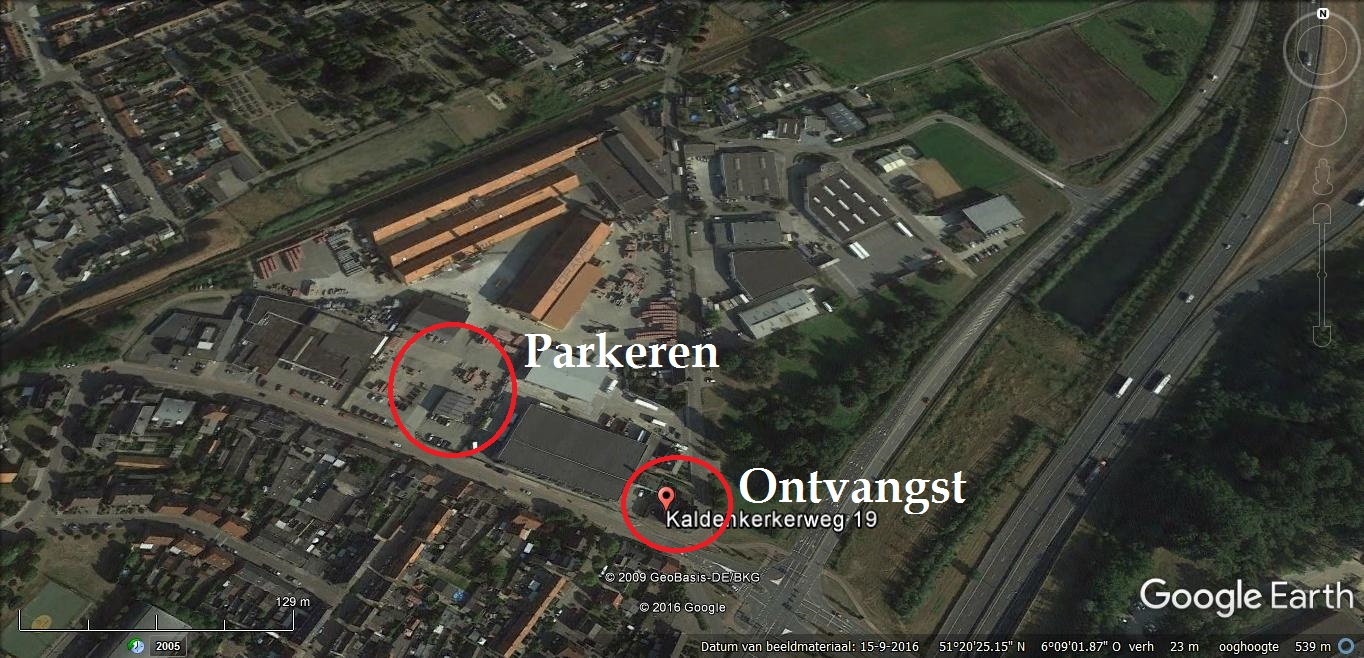 N
Parkeren
Ontvangst
Kaldenkerkerweg 19
© 2009 GeoBasis-DE/BKG
© 2016 Google
Google Earth
129 m
2005
Datum van beeldmateriaal: 15-9-2016 51°20'25.15" N 6°09'01.87" O verh 23 m ooghoogte 539 m